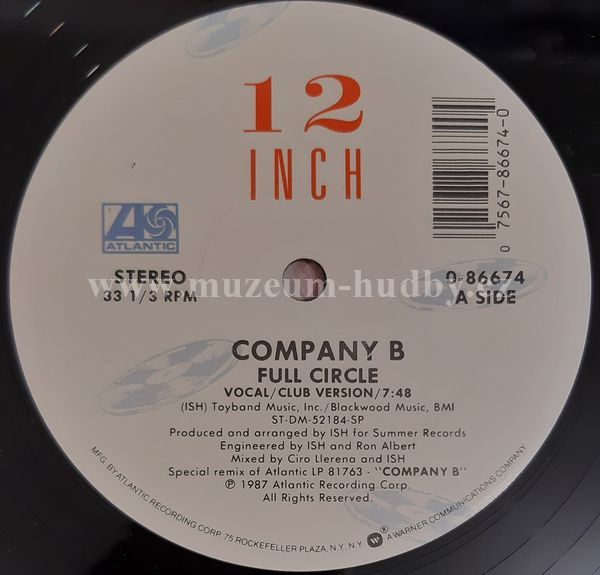 12
INCH
0 7567-86674-0
ATLANTIC
STEREO
33 1/3 RPM
0-86674
A SIDE
www.muzeum-hudby.cz
COMPANY B
FULL CIRCLE
VOCAL/CLUB VERSION/7:48
(ISH) Toyband Music, Inc./Blackwood Music, BMI
ST-DM-52184-SP
Produced and arranged by ISH for Summer Records
Engineered by ISH and Ron Albert
Mixed by Ciro Llerena and ISH
Special remix of Atlantic LP 81763 - "COMPANY B"
℗ 1987 Atlantic Recording Corp.
All Rights Reserved.
MFG. BY ATLANTIC RECORDING CORP., 75 ROCKEFELLER PLAZA, N.Y., N.Y. ® A WARNER COMMUNICATIONS COMPANY